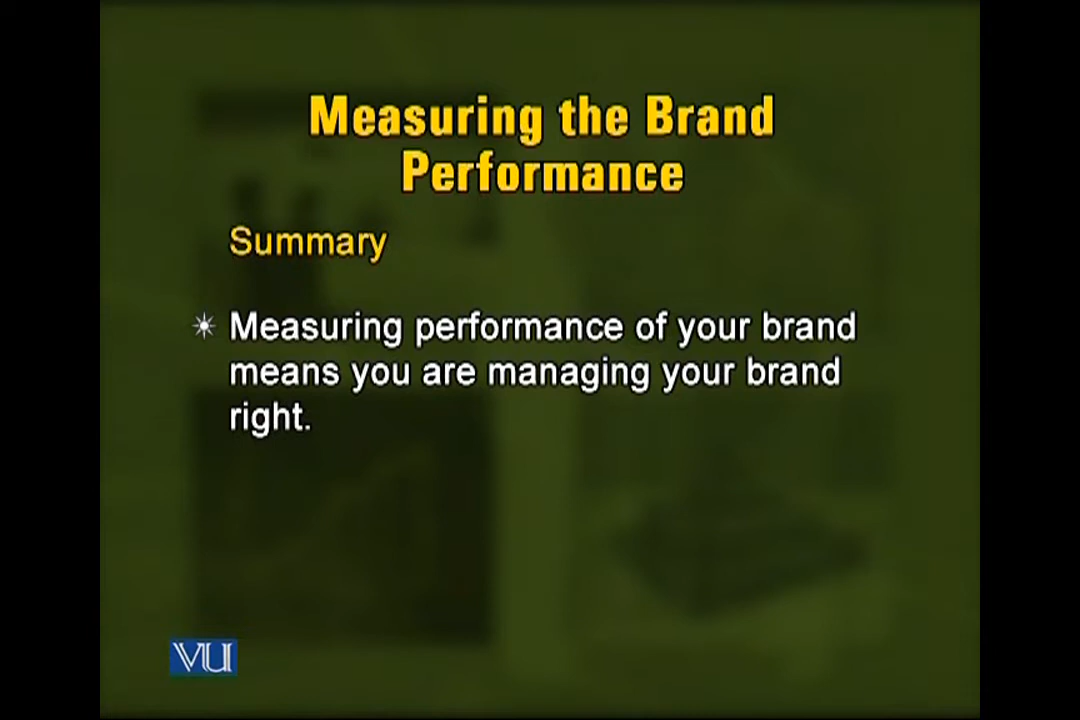 Measuring the Brand
Performance
Summary
Measuring performance of your brand
means you are managing your brand
right.
VU